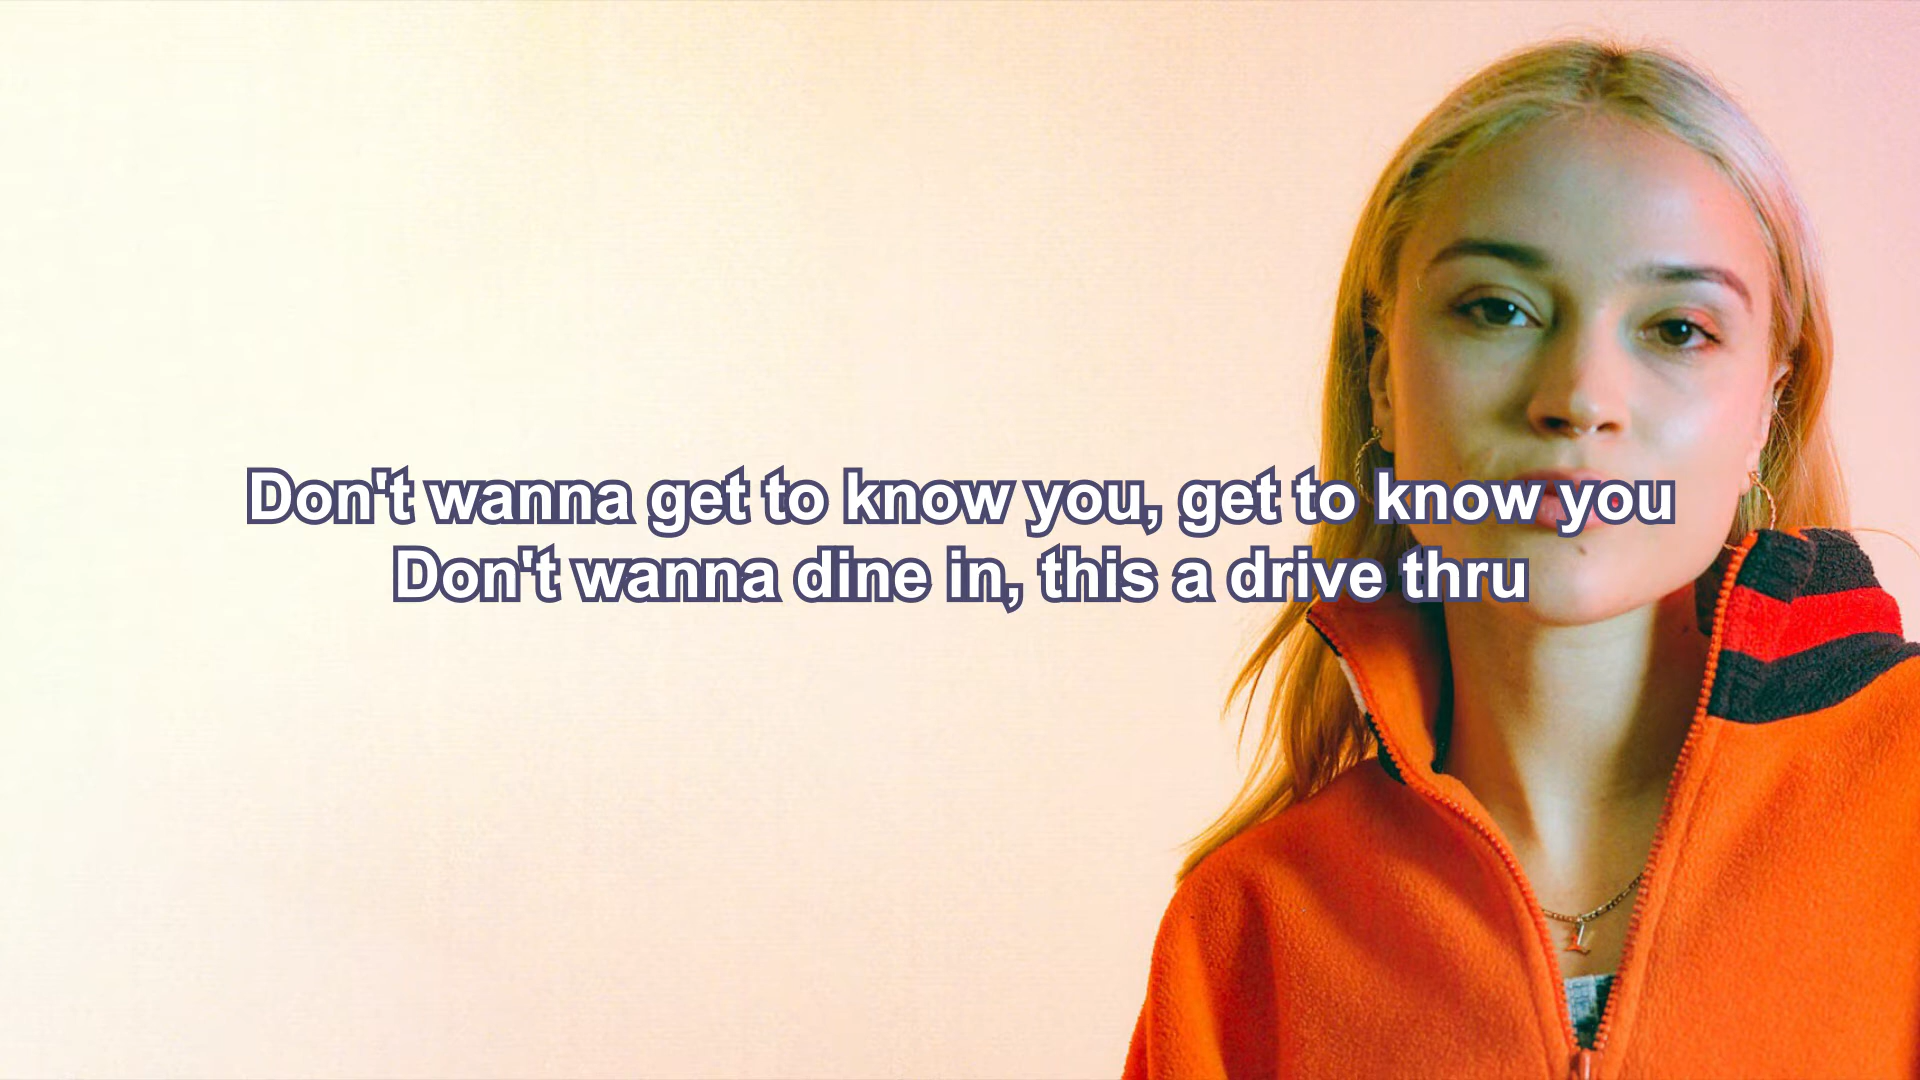 Don't wanna get to know you, get to know you
Don't wanna dine in, this a drive thru